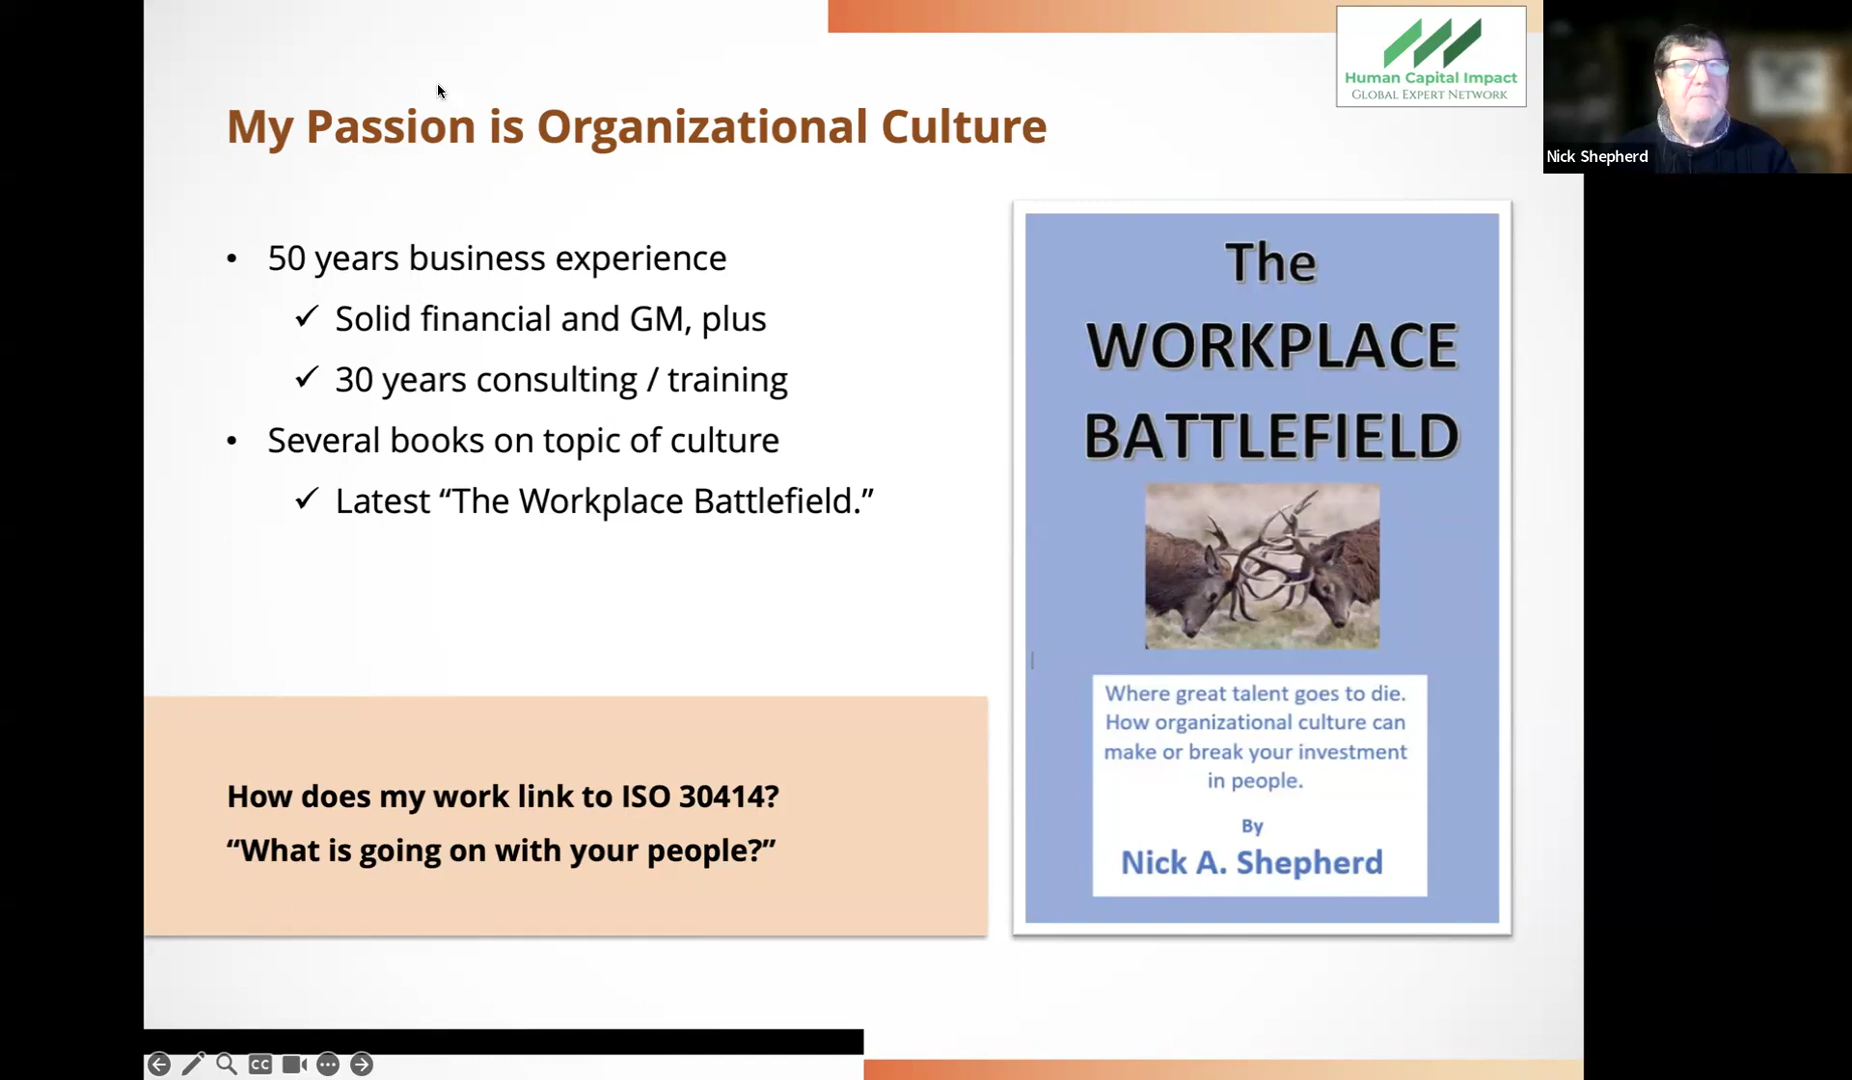 Human Capital Impact
GLOBAL EXPERT NETWORK
Nick Shepherd
My Passion is Organizational Culture
• 50 years business experience
✓ Solid financial and GM, plus
✓ 30 years consulting / training
• Several books on topic of culture
✓ Latest “The Workplace Battlefield.”
How does my work link to ISO 30414?
“What is going on with your people?”
The
WORKPLACE
BATTLEFIELD
Where great talent goes to die.
How organizational culture can
make or break your investment
in people.
By
Nick A. Shepherd
CC